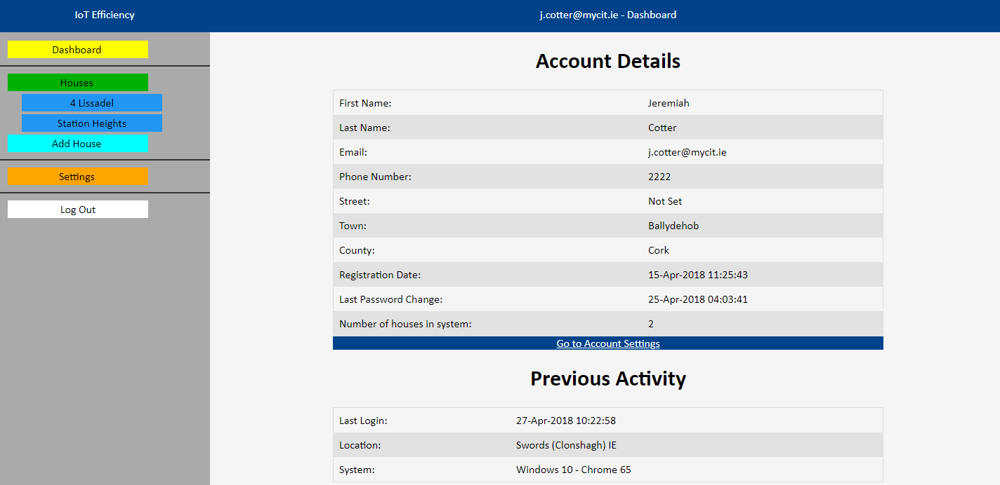 IoT Efficiency
j.cotter@mycit.ie - Dashboard
Dashboard
Houses
4 Lissadel
Station Heights
Add House
Settings
Log Out
Account Details
First Name: Jeremiah
Last Name: Cotter
Email: j.cotter@mycit.ie
Phone Number: 2222
Street: Not Set
Town: Ballydehob
County: Cork
Registration Date: 15-Apr-2018 11:25:43
Last Password Change: 25-Apr-2018 04:03:41
Number of houses in system: 2
Go to Account Settings
Previous Activity
Last Login: 27-Apr-2018 10:22:58
Location: Swords (Clonshagh) IE
System: Windows 10 - Chrome 65